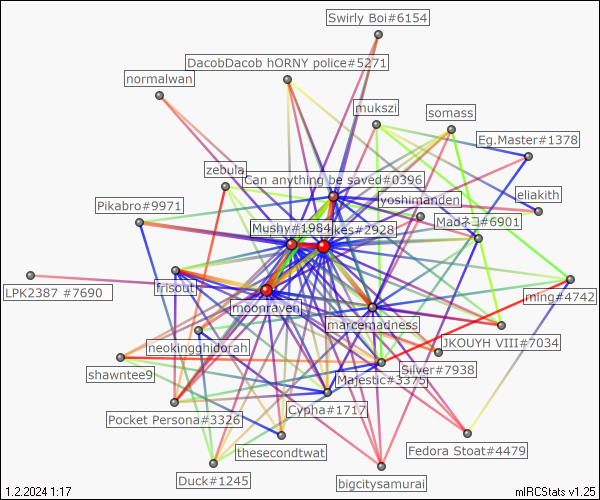 Swirly Boi#6154
DacobDacob hORNY police#5271
normalwan
mukszi
somass
Eg.Master#1378
zebula
Can anything be saved#0396
yoshimanden
eliakith
Pikabro#9971
Madネコ#6901
Mushy#1984
kes#2928
LPK2387 #7690
frisout
ming#4742
moonraven
marcemadness
neokingghidorah
JKOUYH VIII#7034
shawntee9
Majestic#3375
Silver#7938
Pocket Persona#3326
Cypha#1717
thesecondtwat
Fedora Stoat#4479
Duck#1245
bigcitysamurai
1.2.2024 1:17
mIRCStats v1.25